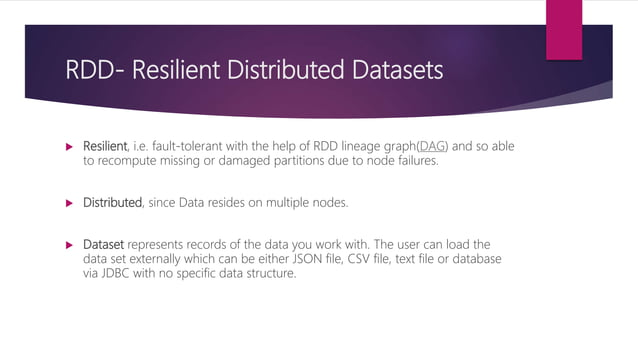 RDD- Resilient Distributed Datasets
Resilient, i.e. fault-tolerant with the help of RDD lineage graph(DAG) and so able
to recompute missing or damaged partitions due to node failures.
Distributed, since Data resides on multiple nodes.
Dataset represents records of the data you work with. The user can load the
data set externally which can be either JSON file, CSV file, text file or database
via JDBC with no specific data structure.